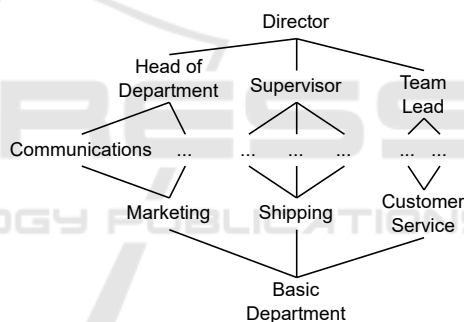 Director
Head of
Department
Supervisor
Team
Lead
Communications ... ... ... ... ... ...
Marketing
Shipping
Customer
Service
Basic
Department